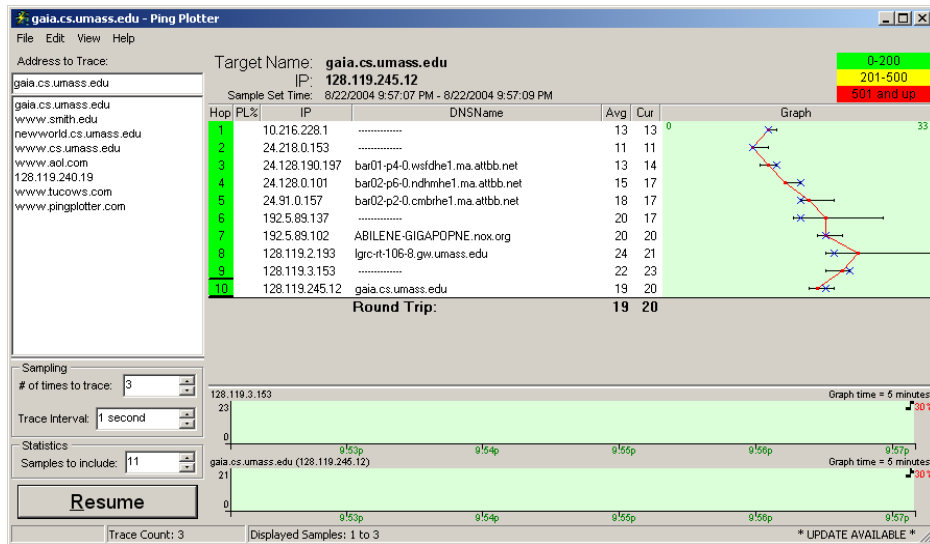 gaia.cs.umass.edu - Ping Plotter
File Edit View Help
Address to Trace:
gaia.cs.umass.edu
gaia.cs.umass.edu
www.smith.edu
newworld.cs.umass.edu
www.cs.umass.edu
www.aol.com
128.119.240.19
www.tucows.com
www.pingplotter.com
Sampling
# of times to trace: 3
Trace Interval: 1 second
Statistics
Samples to include: 11
Resume
Target Name: gaia.cs.umass.edu
IP: 128.119.245.12
Sample Set Time: 8/22/2004 9:57:07 PM - 8/22/2004 9:57:09 PM
0-200
201-500
501 and up
Hop PL% IP DNSName Avg Cur Graph
0 33
1 10.216.228.1 ------------- 13 13
2 24.218.0.153 ------------- 11 11
3 24.128.190.197 bar01-p4-0.wsfdhe1.ma.attbb.net 13 14
4 24.128.0.101 bar02-p6-0.ndhmhe1.ma.attbb.net 15 17
5 24.91.0.157 bar02-p2-0.cmbrhe1.ma.attbb.net 18 17
6 192.5.89.137 ------------- 20 17
7 192.5.89.102 ABILENE-GIGAPOPNE.nox.org 20 20
8 128.119.2.193 lgrc-rt-106-8.gw.umass.edu 24 21
9 128.119.3.153 ------------- 22 23
10 128.119.245.12 gaia.cs.umass.edu 19 20
Round Trip: 19 20
128.119.3.153 Graph time = 5 minutes
23 30%
0
9:53p 9:54p 9:55p 9:56p 9:57p
gaia.cs.umass.edu (128.119.245.12) Graph time = 5 minutes
21 30%
0
9:53p 9:54p 9:55p 9:56p 9:57p
Trace Count: 3 Displayed Samples: 1 to 3 * UPDATE AVAILABLE *